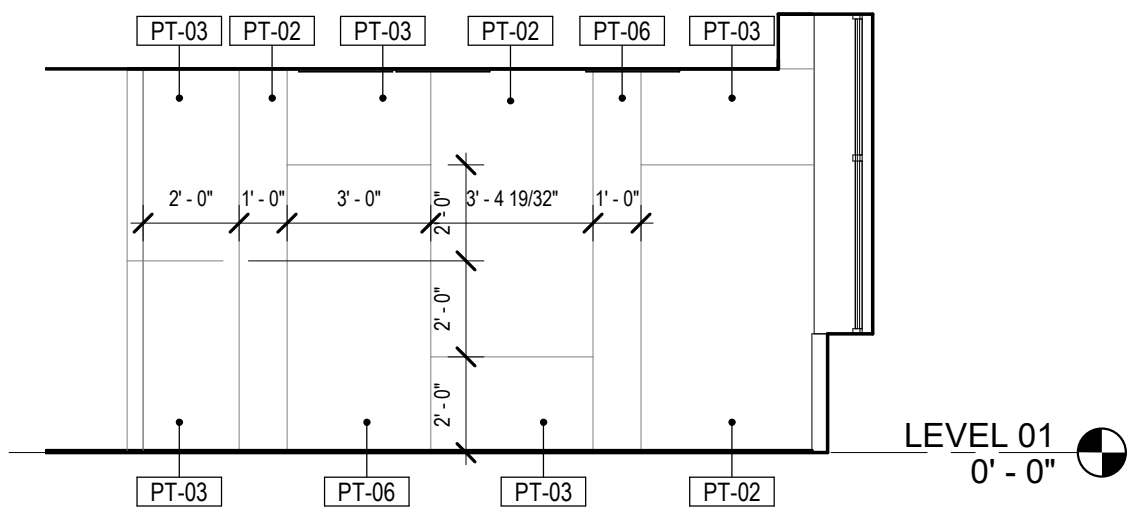 PT-03
PT-02
PT-03
PT-02
PT-06
PT-03
2' - 0"
1' - 0"
3' - 0"
2' - 0"
3' - 4 19/32"
1' - 0"
2' - 0"
2' - 0"
LEVEL 01
0' - 0"
PT-03
PT-06
PT-03
PT-02